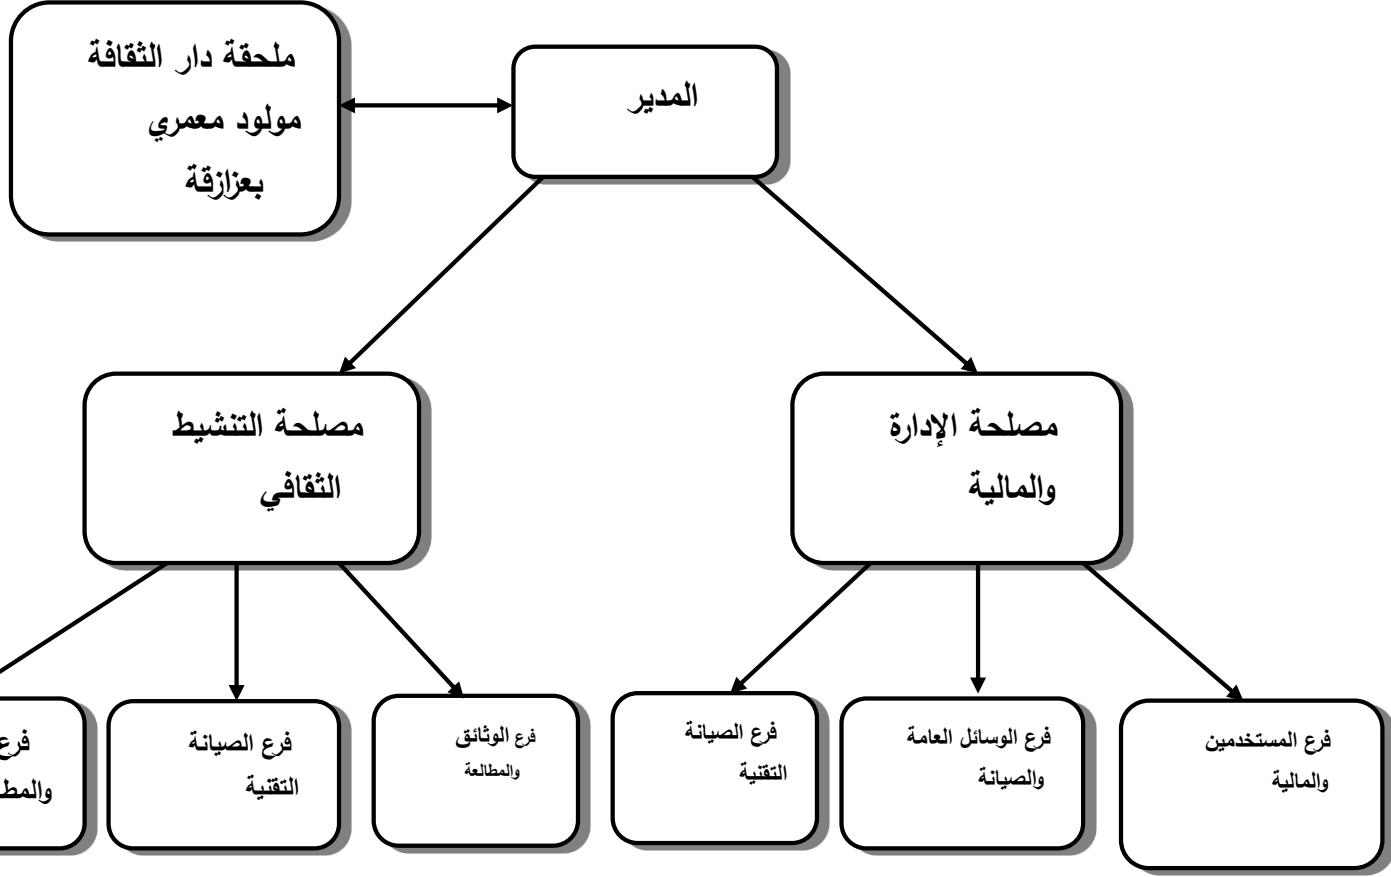 المدير
ملحقة دار الثقافة
مولود معمري
بعزازقة
مصلحة الإدارة
والمالية
مصلحة التنشيط
الثقافي
فرع المستخدمين
والمالية
فرع الوسائل العامة
والصيانة
فرع الصيانة
التقنية
فرع الوثائق
والمطالعة
فرع الصيانة
التقنية
فرع